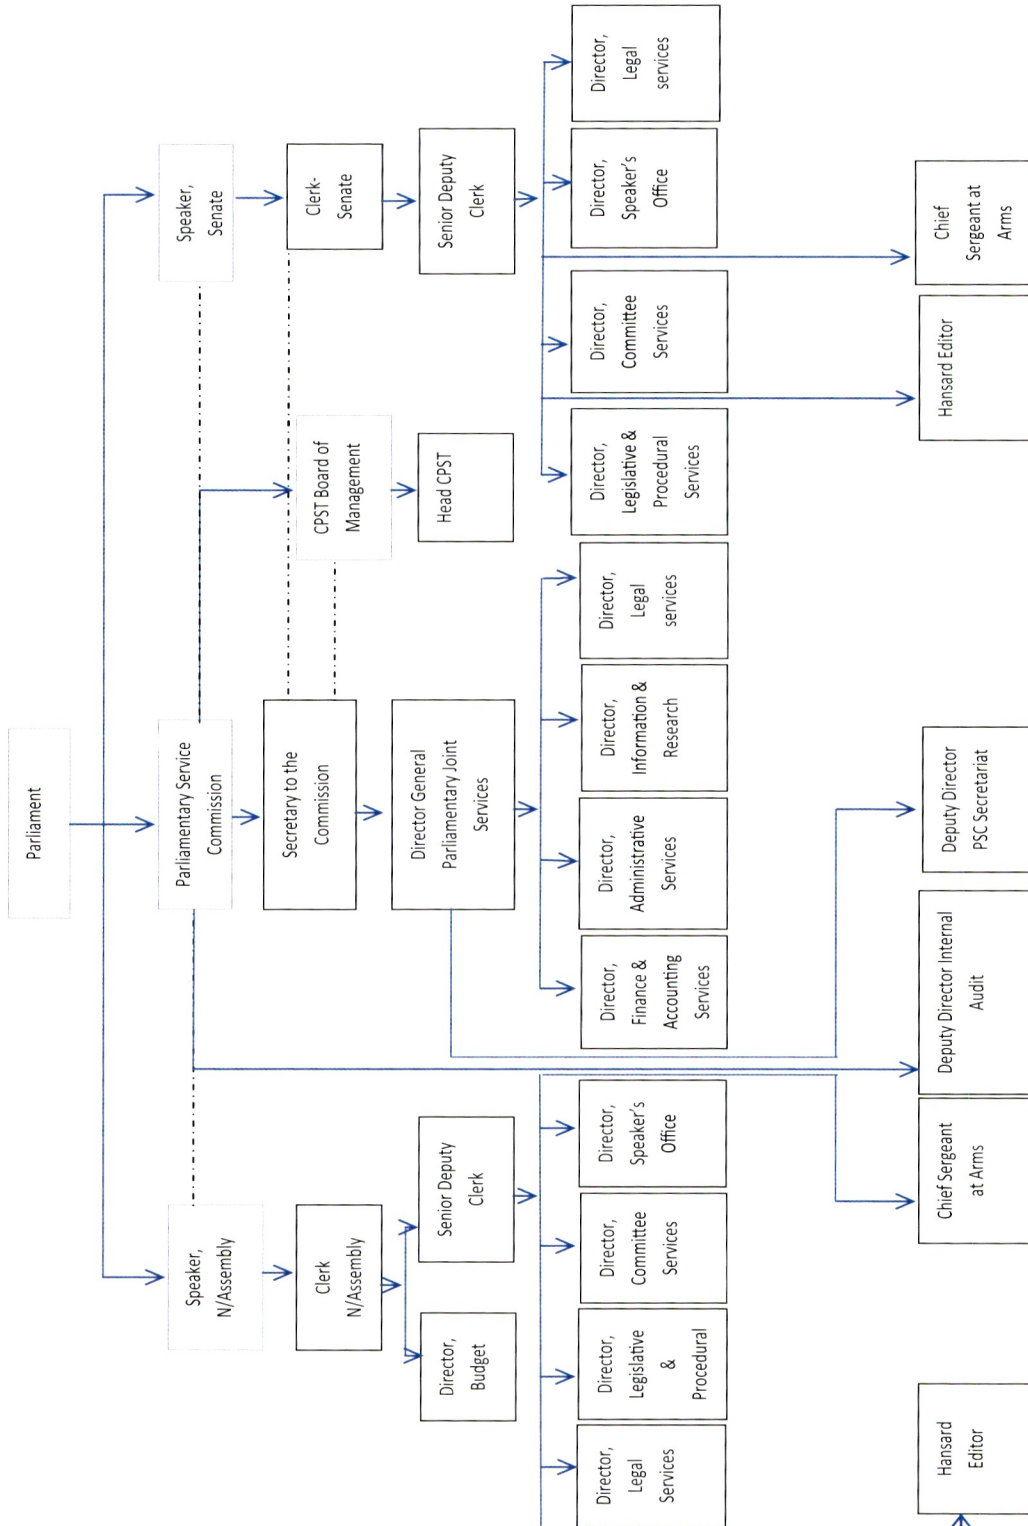 Parliament
Speaker,
N/Assembly
Parliamentary Service
Commission
Speaker,
Senate
Clerk
N/Assembly
Secretary to the
Commission
CPST Board of
Management
Clerk-
Senate
Director,
Budget
Senior Deputy
Clerk
Director General
Parliamentary Joint
Services
Head CPST
Senior Deputy
Clerk
Director,
Legal
Services
Director,
Legislative
&
Procedural
Director,
Committee
Services
Director,
Speaker's
Office
Director,
Finance &
Accounting
Services
Director,
Administrative
Services
Director,
Information &
Research
Director,
Legal
services
Director,
Legislative &
Procedural
Services
Director,
Committee
Services
Director,
Speaker's
Office
Director,
Legal
services
Hansard
Editor
Chief Sergeant
at Arms
Deputy Director Internal
Audit
Deputy Director
PSC Secretariat
Hansard Editor
Chief
Sergeant at
Arms